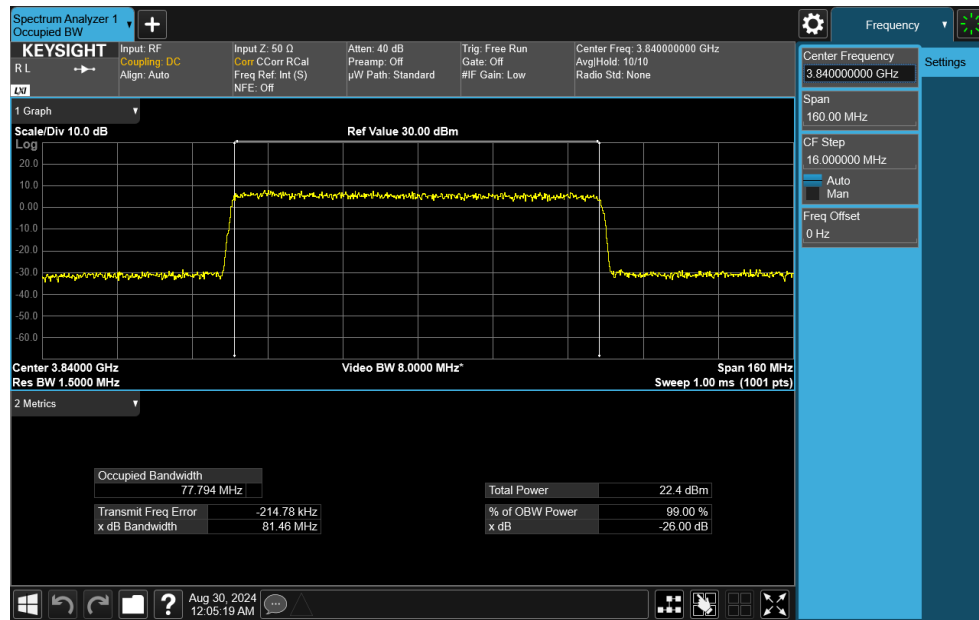 Spectrum Analyzer 1
Occupied BW
+
Frequency
KEYSIGHT
R L
LXI
Input: RF
Coupling: DC
Align: Auto
Input Z: 50 Ω
Corr CCorr RCal
Freq Ref: Int (S)
NFE: Off
Atten: 40 dB
Preamp: Off
µW Path: Standard
Trig: Free Run
Gate: Off
#IF Gain: Low
Center Freq: 3.840000000 GHz
Avg|Hold: 10/10
Radio Std: None
Center Frequency
3.840000000 GHz
Settings
Span
160.00 MHz
CF Step
16.000000 MHz
Auto
Man
Freq Offset
0 Hz
1 Graph
Scale/Div 10.0 dB
Ref Value 30.00 dBm
Log
20.0
10.0
0.00
-10.0
-20.0
-30.0
-40.0
-50.0
-60.0
Center 3.84000 GHz
Video BW 8.0000 MHz*
Span 160 MHz
Res BW 1.5000 MHz
Sweep 1.00 ms (1001 pts)
2 Metrics
Occupied Bandwidth
77.794 MHz
Total Power 22.4 dBm
Transmit Freq Error -214.78 kHz
% of OBW Power 99.00 %
x dB Bandwidth 81.46 MHz
x dB -26.00 dB
?
Aug 30, 2024
12:05:19 AM